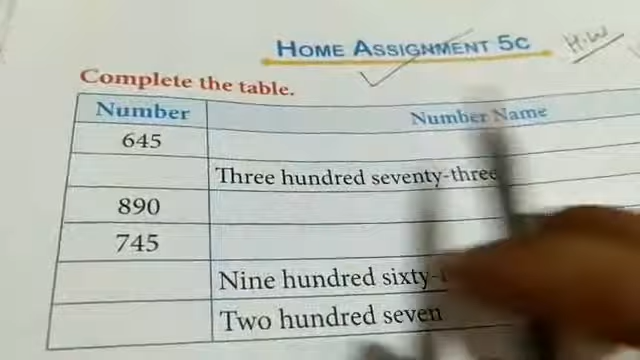 HOME ASSIGNMENT 5C
H.W
Complete the table.
Number Number Name
645
Three hundred seventy-three
890
745
Nine hundred sixty-
Two hundred seven